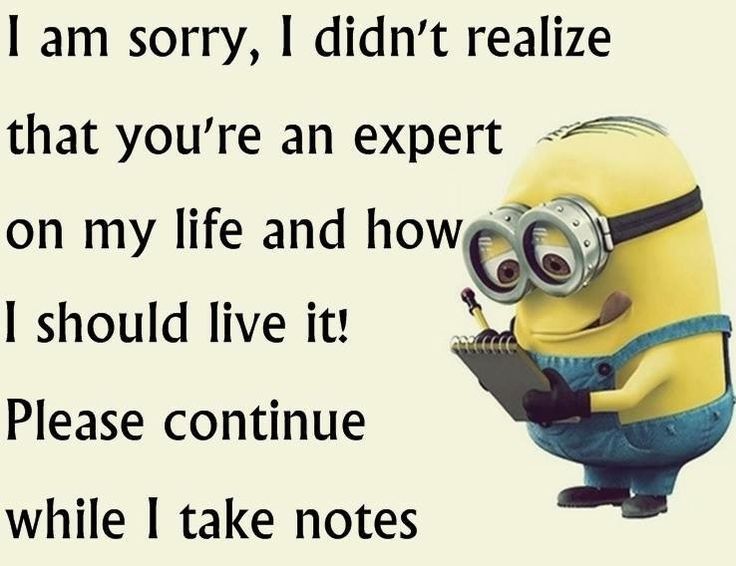 I am sorry, I didn't realize
that you're an expert
on my life and how
I should live it!
Please continue
while I take notes